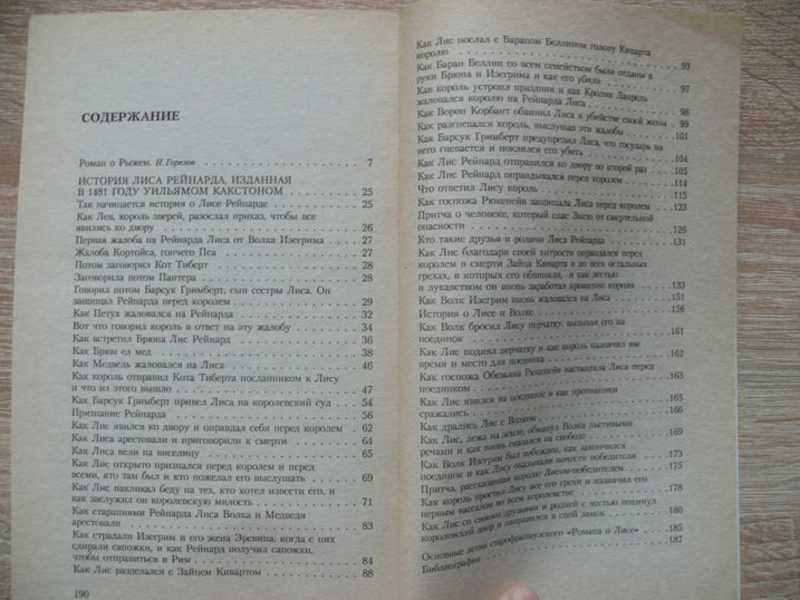 СОДЕРЖАНИЕ
Роман о Рыжем. Н. Горелов 7
ИСТОРИЯ ЛИСА РЕЙНАРДА, ИЗДАННАЯ
В 1481 ГОДУ УИЛЬЯМОМ КАКСТОНОМ 25
Так начинается история о Лисе Рейнарде 25
Как Лев, король зверей, разослал приказ, чтобы все
явились ко двору 26
Первая жалоба на Рейнарда Лиса от Волка Изегрима 27
Жалоба Кортойса, гончего Пса 27
Потом заговорил Кот Тиберт 28
Заговорила потом Пантера 28
Говорил потом Барсук Гримберт, сын сестры Лиса. Он
защищал Рейнарда перед королем 29
Как Петух жаловался на Рейнарда 32
Вот что говорил король в ответ на эту жалобу 34
Как встретил Брюна Лис Рейнард 36
Как Брюн ел мед 38
Как Медведь жаловался на Лиса 46
Как король отправил Кота Тиберта посланником к Лису
и что из этого вышло 47
Как Барсук Гримберт привел Лиса на королевский суд 54
Признание Рейнарда 56
Как Лис явился ко двору и оправдал себя перед королем 62
Как Лиса арестовали и приговорили к смерти 64
Как Лиса вели на виселицу 65
Как Лис открыто признался перед королем и перед
всеми, кто там был и кто пожелал его выслушать 69
Как Лис накликал беду на тех, кто хотел извести его, и как
заслужил он королевскую милость 71
Как стараниями Рейнарда Лиса Волка и Медведя
арестовали 83
Как страдали Изегрим и его жена Эрсвина, когда с них
сдирали сапожки, и как Рейнард получил сапожки,
чтобы отправиться в Рим 84
Как Лис разделался с Зайцем Кивартом 88
190
Как Лис послал с Бараном Беллином голову Киварта
королю 93
Как Баран Беллин со всем семейством были отданы в
руки Брюна и Изегрима и как его убили 97
Как король устроил праздник и как Кролик Лапрель
жаловался королю на Рейнарда Лиса 98
Как Ворон Корбант обвинил Лиса в убийстве своей жены 99
Как разгневался король, выслушав эти жалобы 101
Как Барсук Гримберт предупредил Лиса, что государь на
него гневается и поклялся его убить 104
Как Лис Рейнард отправился ко двору во второй раз 105
Как Лис Рейнард оправдывался перед королем 114
Что ответил Лису король 115
Как госпожа Рюкенейв защищала Лиса перед королем 123
Притча о человеке, который спас Змею от смертельной
опасности 126
Кто такие друзья и родичи Лиса Рейнарда 131
Как Лис благодаря своей хитрости оправдался перед
королем в смерти Зайца Киварта и во всех остальных
грехах, в которых его обвиняли, и как лестью
и лукавством он вновь заработал прощение короля 133
Как Волк Изегрим вновь жаловался на Лиса 151
История о Лисе и Волке 156
Как Волк бросил Лису перчатку, вызывая его на
поединок 161
Как Лис поднял перчатку и как король назначил им
время и место для поединка 162
Как госпожа Обезьяна Рюкенейв наставляла Лиса перед
поединком 163
Как Лис явился на поединок и как противники
сражались 165
Как дрались Лис с Волком 166
Как Лис, лежа на земле, обманул Волка льстивыми
речами и как вновь оказался на свободе 169
Как Волк Изегрим был побежден, как закончился
поединок и как Лису оказывали почести победителя 173
Притча, рассказанная королю Лисом-победителем 175
Как король простил Лису все его грехи и назначил его
первым вассалом во всем королевстве 178
Как Лис со своими друзьями и родней с честью покинул
королевский двор и направился в свой замок 180
Основные ветви старофранцузского «Романа о Лисе» 185
Библиография 187